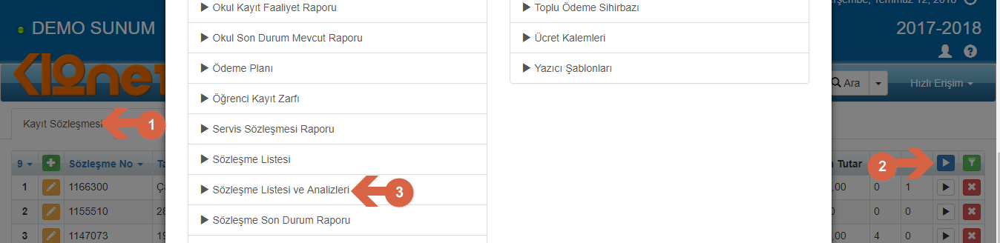 Okul Kayıt Faaliyet Raporu
Toplu Ödeme Sihirbazı
Temmuz 12, 2018
DEMO SUNUM
Okul Son Durum Mevcut Raporu
Ücret Kalemleri
2017-2018
Ödeme Planı
Yazıcı Şablonları
K12net
Ara
Hızlı Erişim
Öğrenci Kayıt Zarfı
Kayıt Sözleşmesi
1
Servis Sözleşmesi Raporu
9
Sözleşme No
Sözleşme Listesi
Tutar
2
1
1166300
Sözleşme Listesi ve Analizleri
3
,00
0
1
2
1155510
28
0
0
Sözleşme Son Durum Raporu
3
1147073
19
,00
4
0